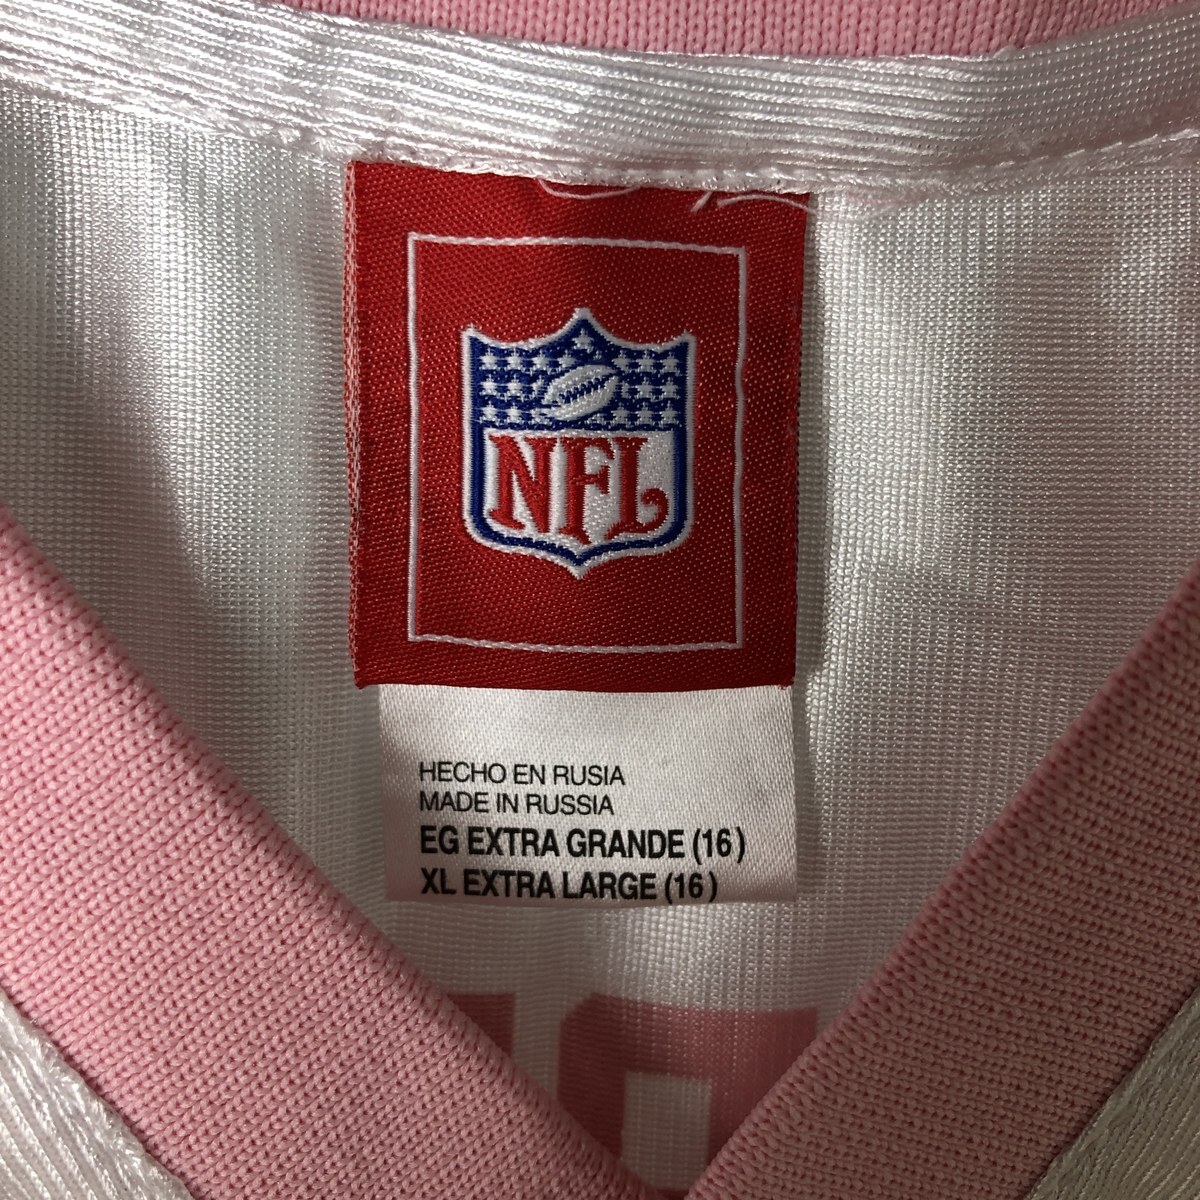 NFL
HECHO EN RUSIA
MADE IN RUSSIA
EG EXTRA GRANDE (16)
XL EXTRA LARGE (16)